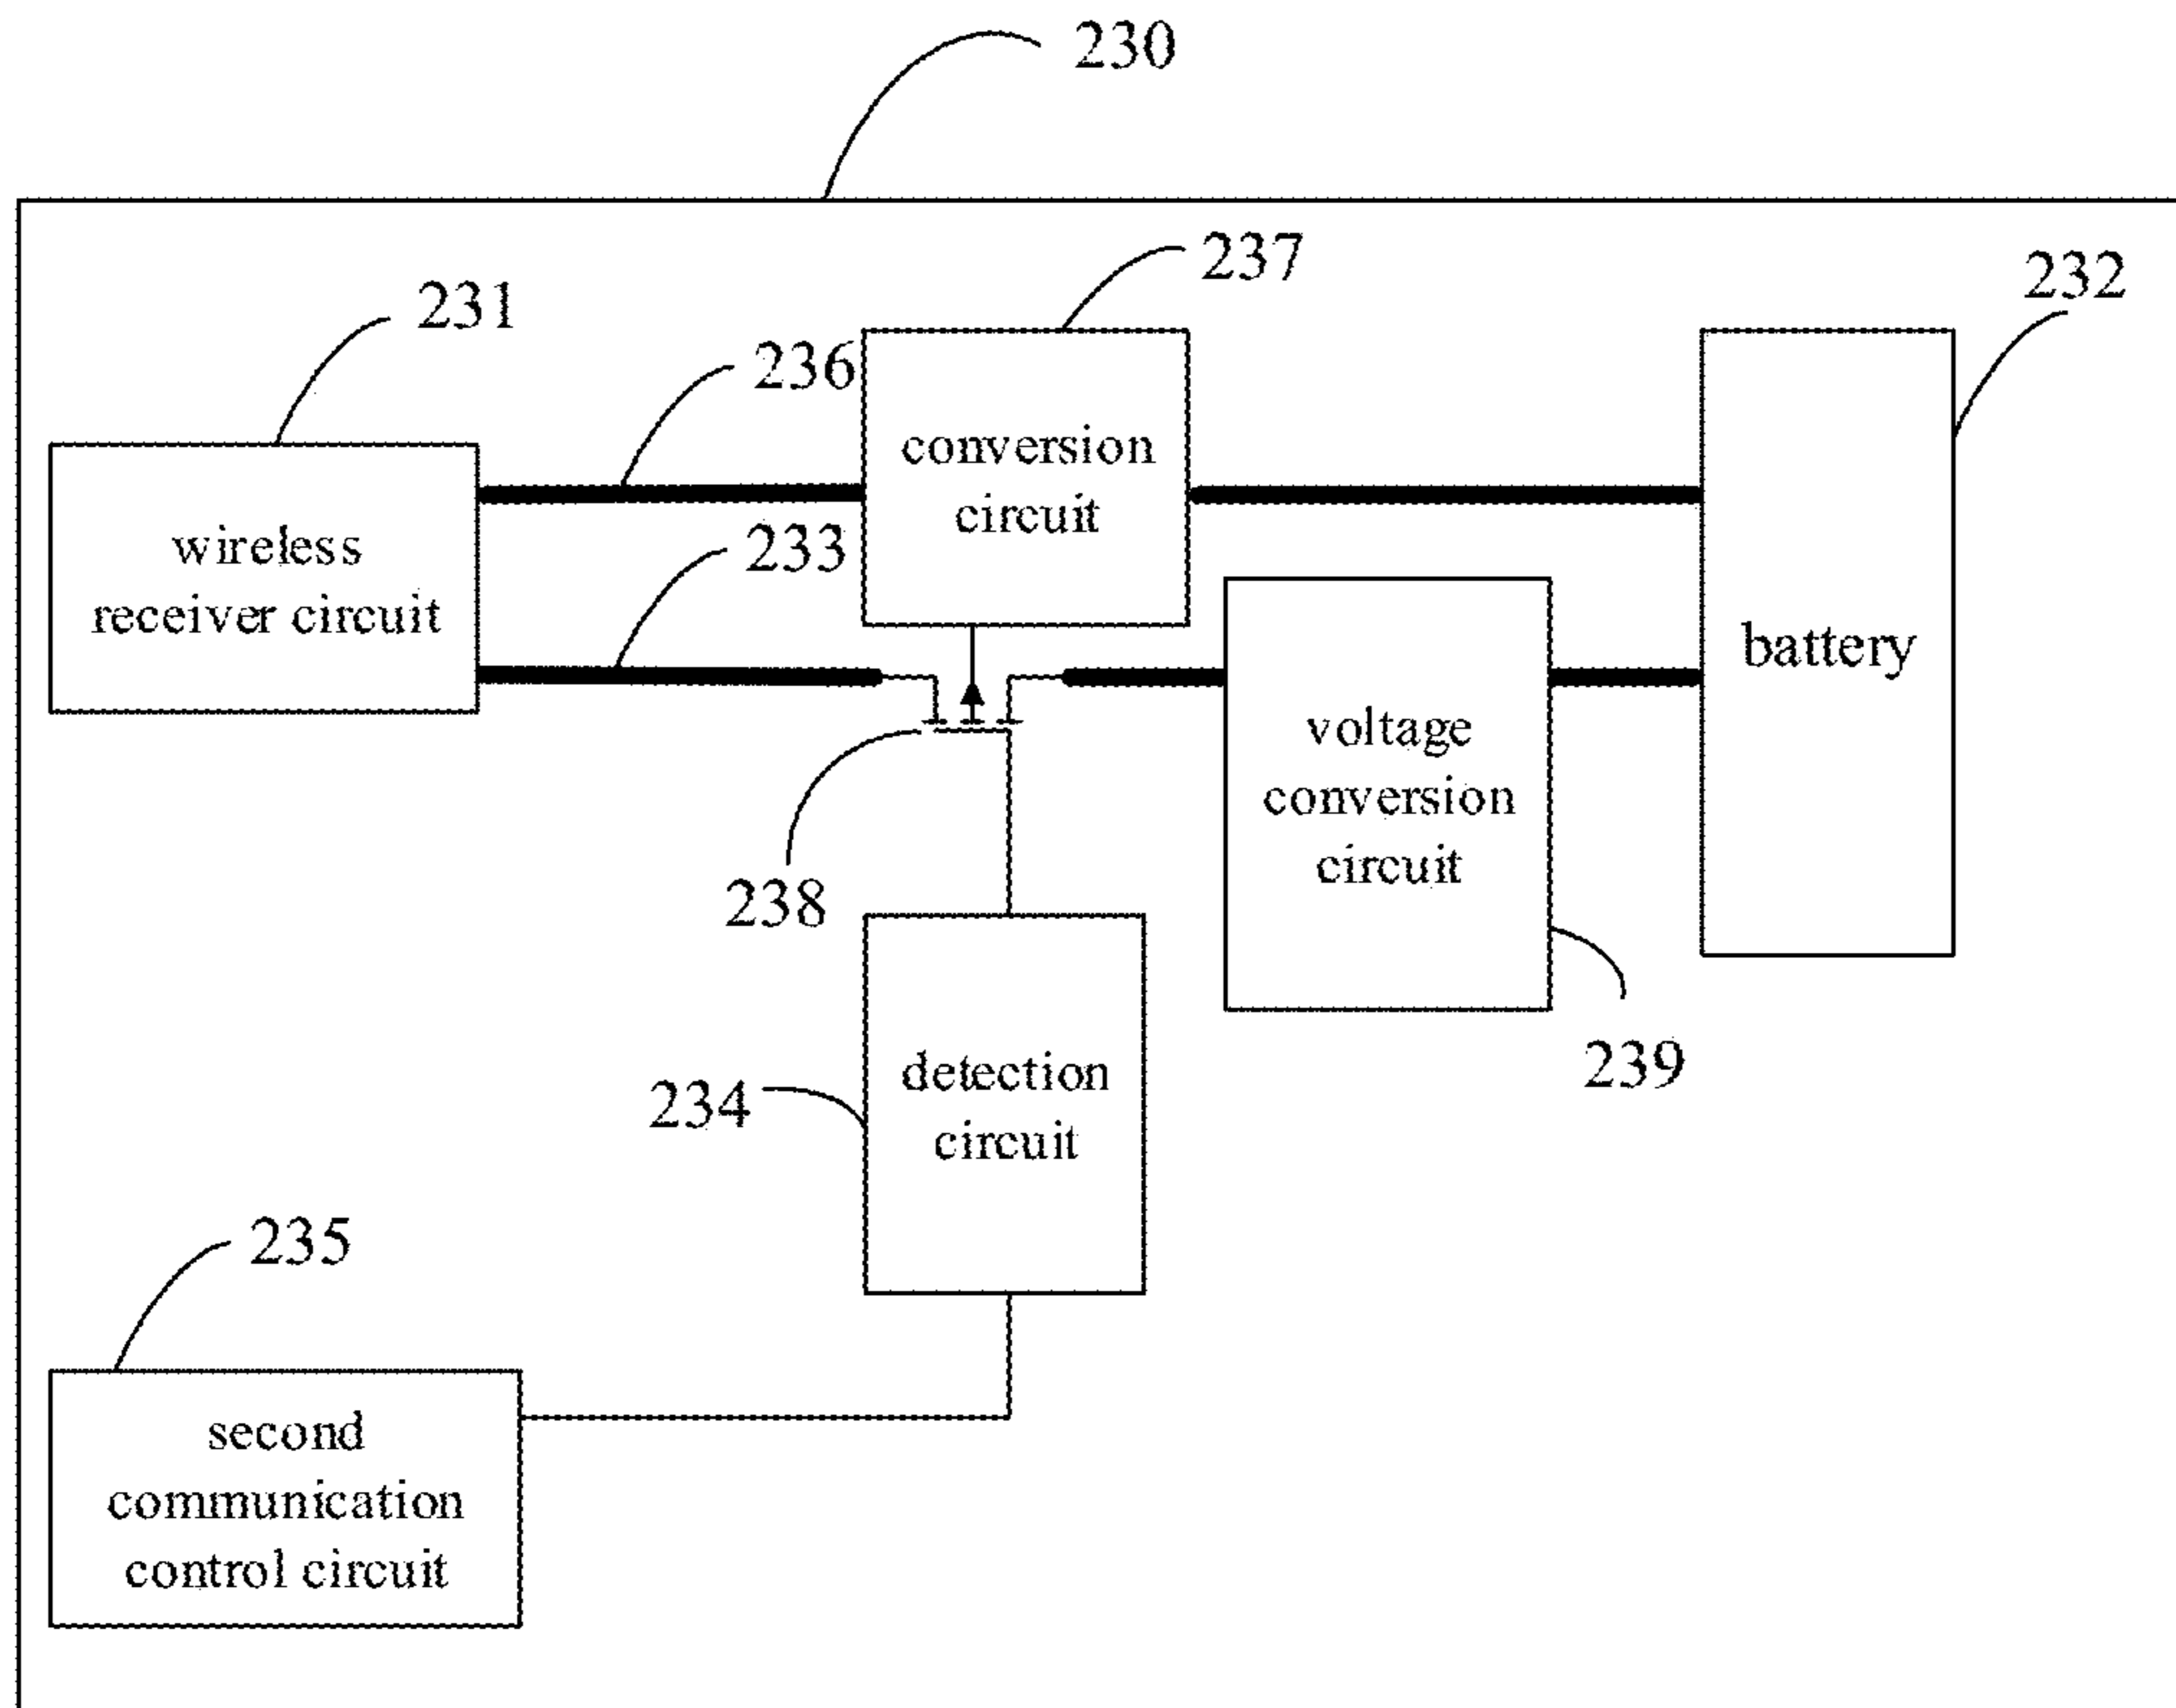 230
237
232
231
236
conversion
circuit
wireless
receiver circuit
233
battery
voltage
conversion
circuit
238
239
234
detection
circuit
235
second
communication
control circuit